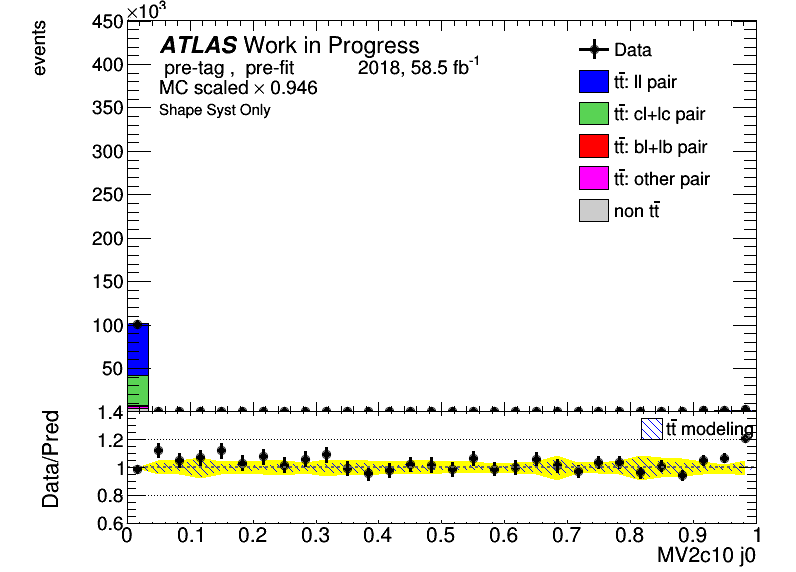 ×10³
events
450
400
350
300
250
200
150
100
50
ATLAS Work in Progress
pre-tag , pre-fit 2018, 58.5 fb⁻¹
MC scaled × 0.946
Shape Syst Only
Data
tt̄: ll pair
tt̄: cl+lc pair
tt̄: bl+lb pair
tt̄: other pair
non tt̄
Data/Pred
1.4
1.2
1
0.8
0.6
tt̄ modeling
0 0.1 0.2 0.3 0.4 0.5 0.6 0.7 0.8 0.9 1
MV2c10 j0